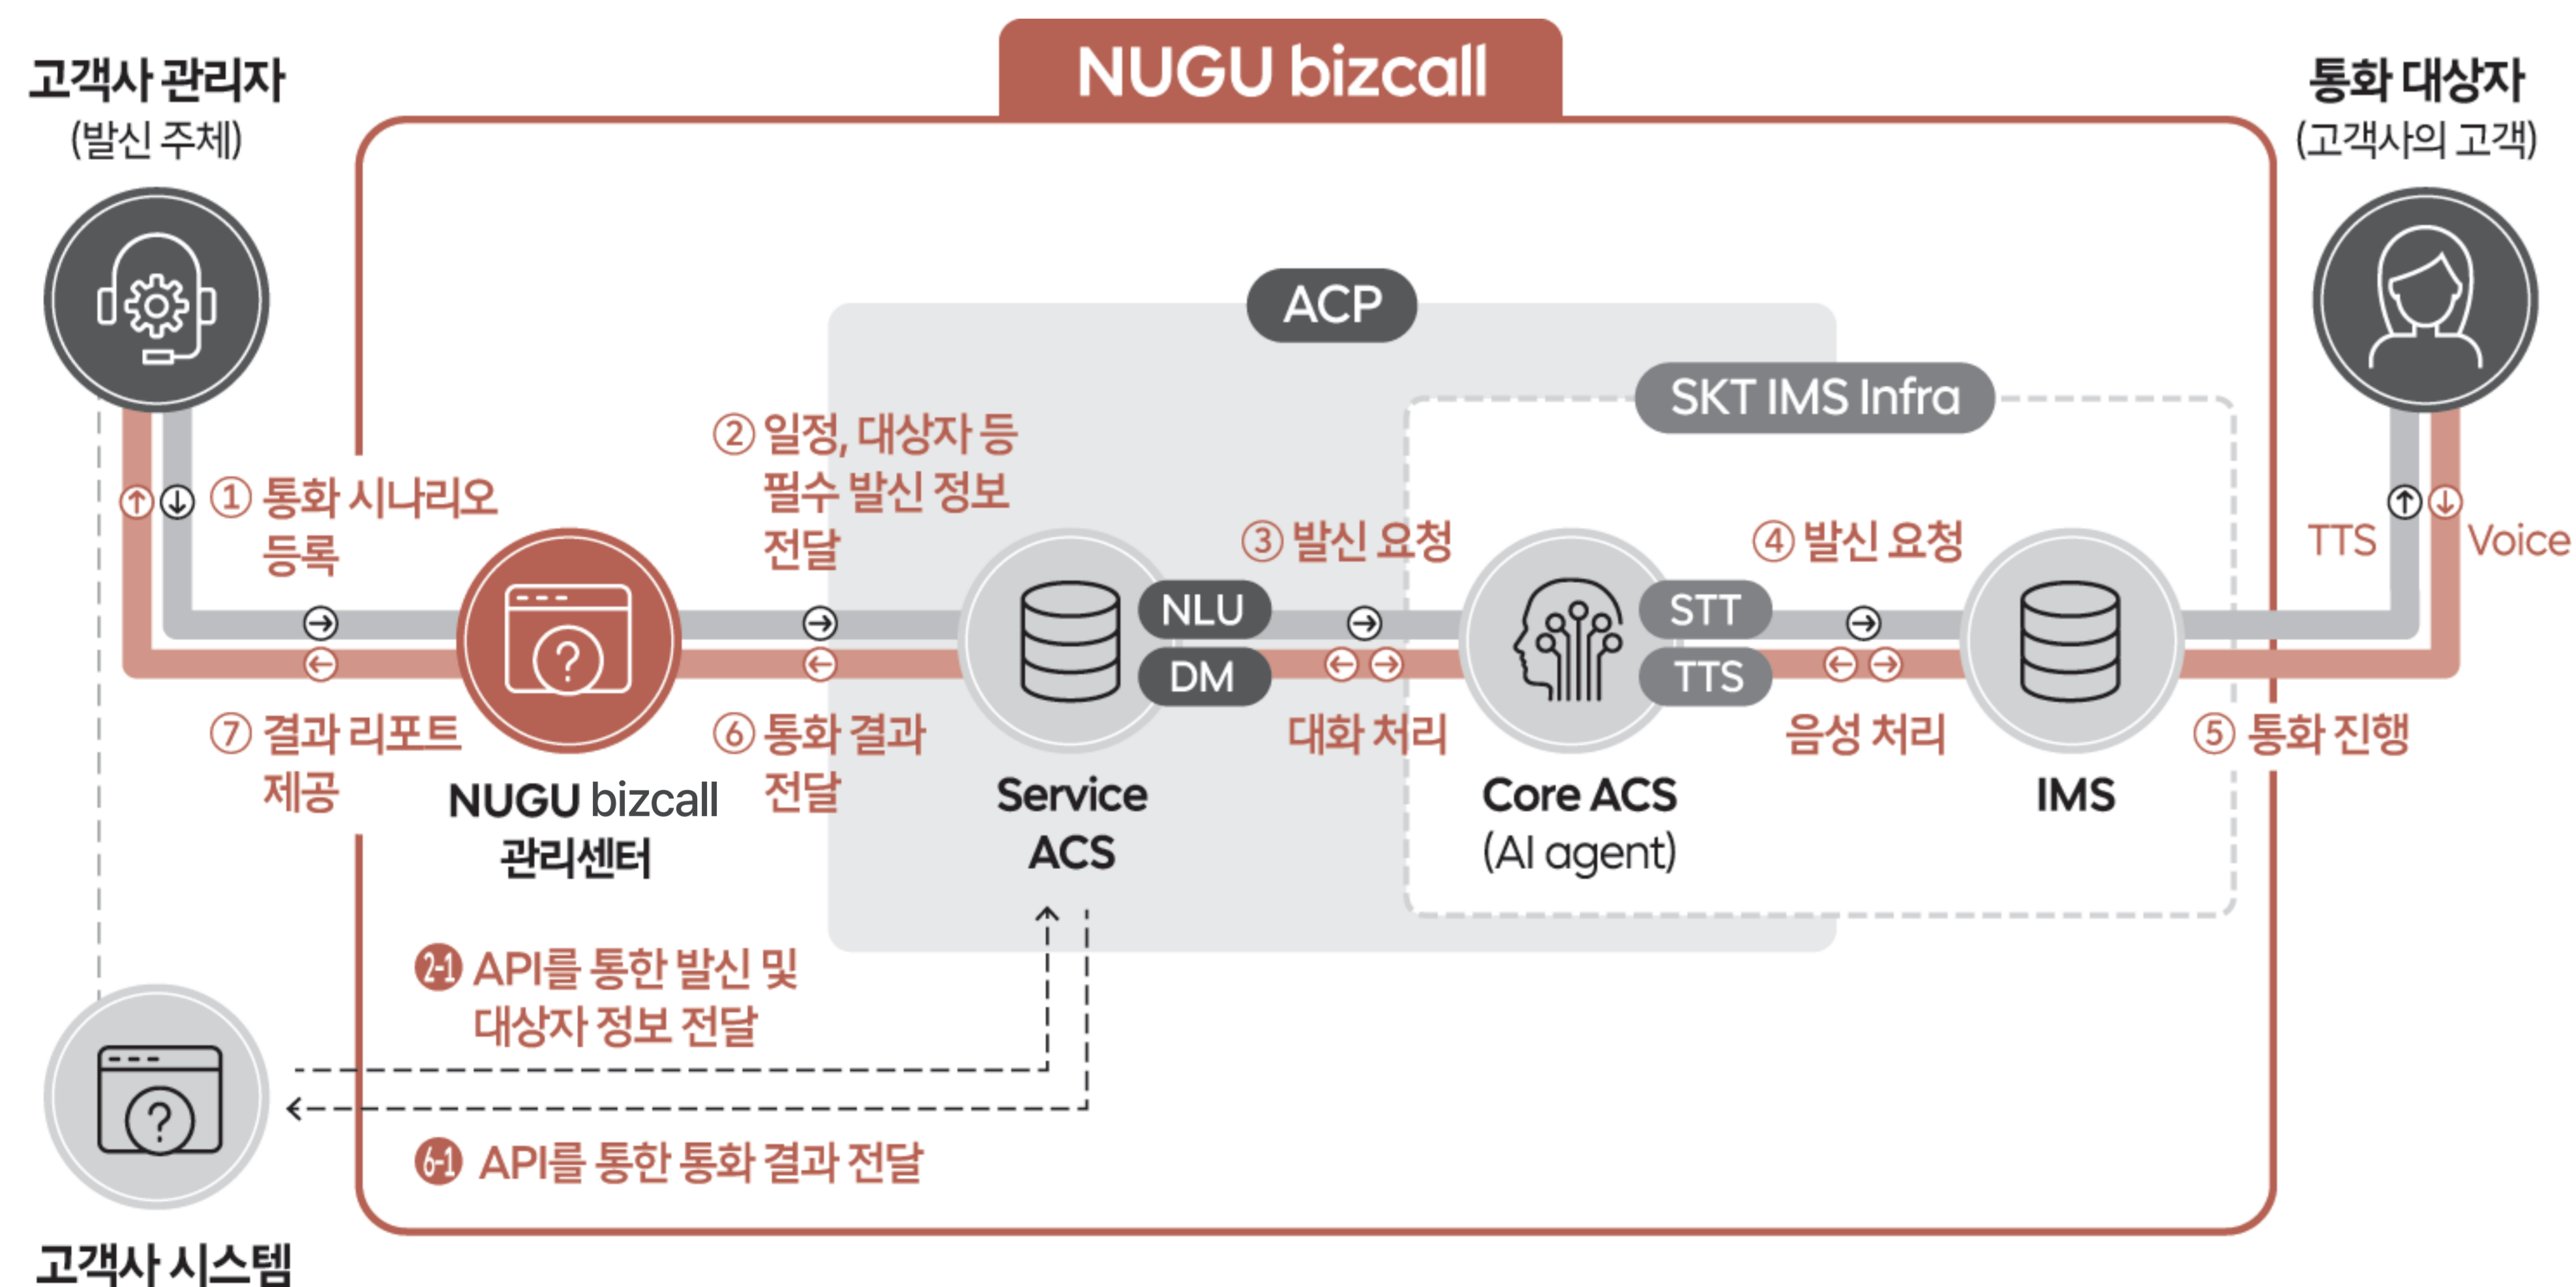 NUGU bizcall
고객사 관리자
(발신 주체)
통화 대상자
(고객사의 고객)
ACP
SKT IMS Infra
① 통화 시나리오
등록
② 일정, 대상자 등
필수 발신 정보
전달
③ 발신 요청
④ 발신 요청
TTS
Voice
NLU
DM
STT
TTS
?
⑦ 결과 리포트
제공
⑥ 통화 결과
전달
대화 처리
음성 처리
⑤ 통화 진행
NUGU bizcall
관리센터
Service
ACS
Core ACS
(AI agent)
IMS
2-1 API를 통한 발신 및
대상자 정보 전달
?
6-1 API를 통한 통화 결과 전달
고객사 시스템